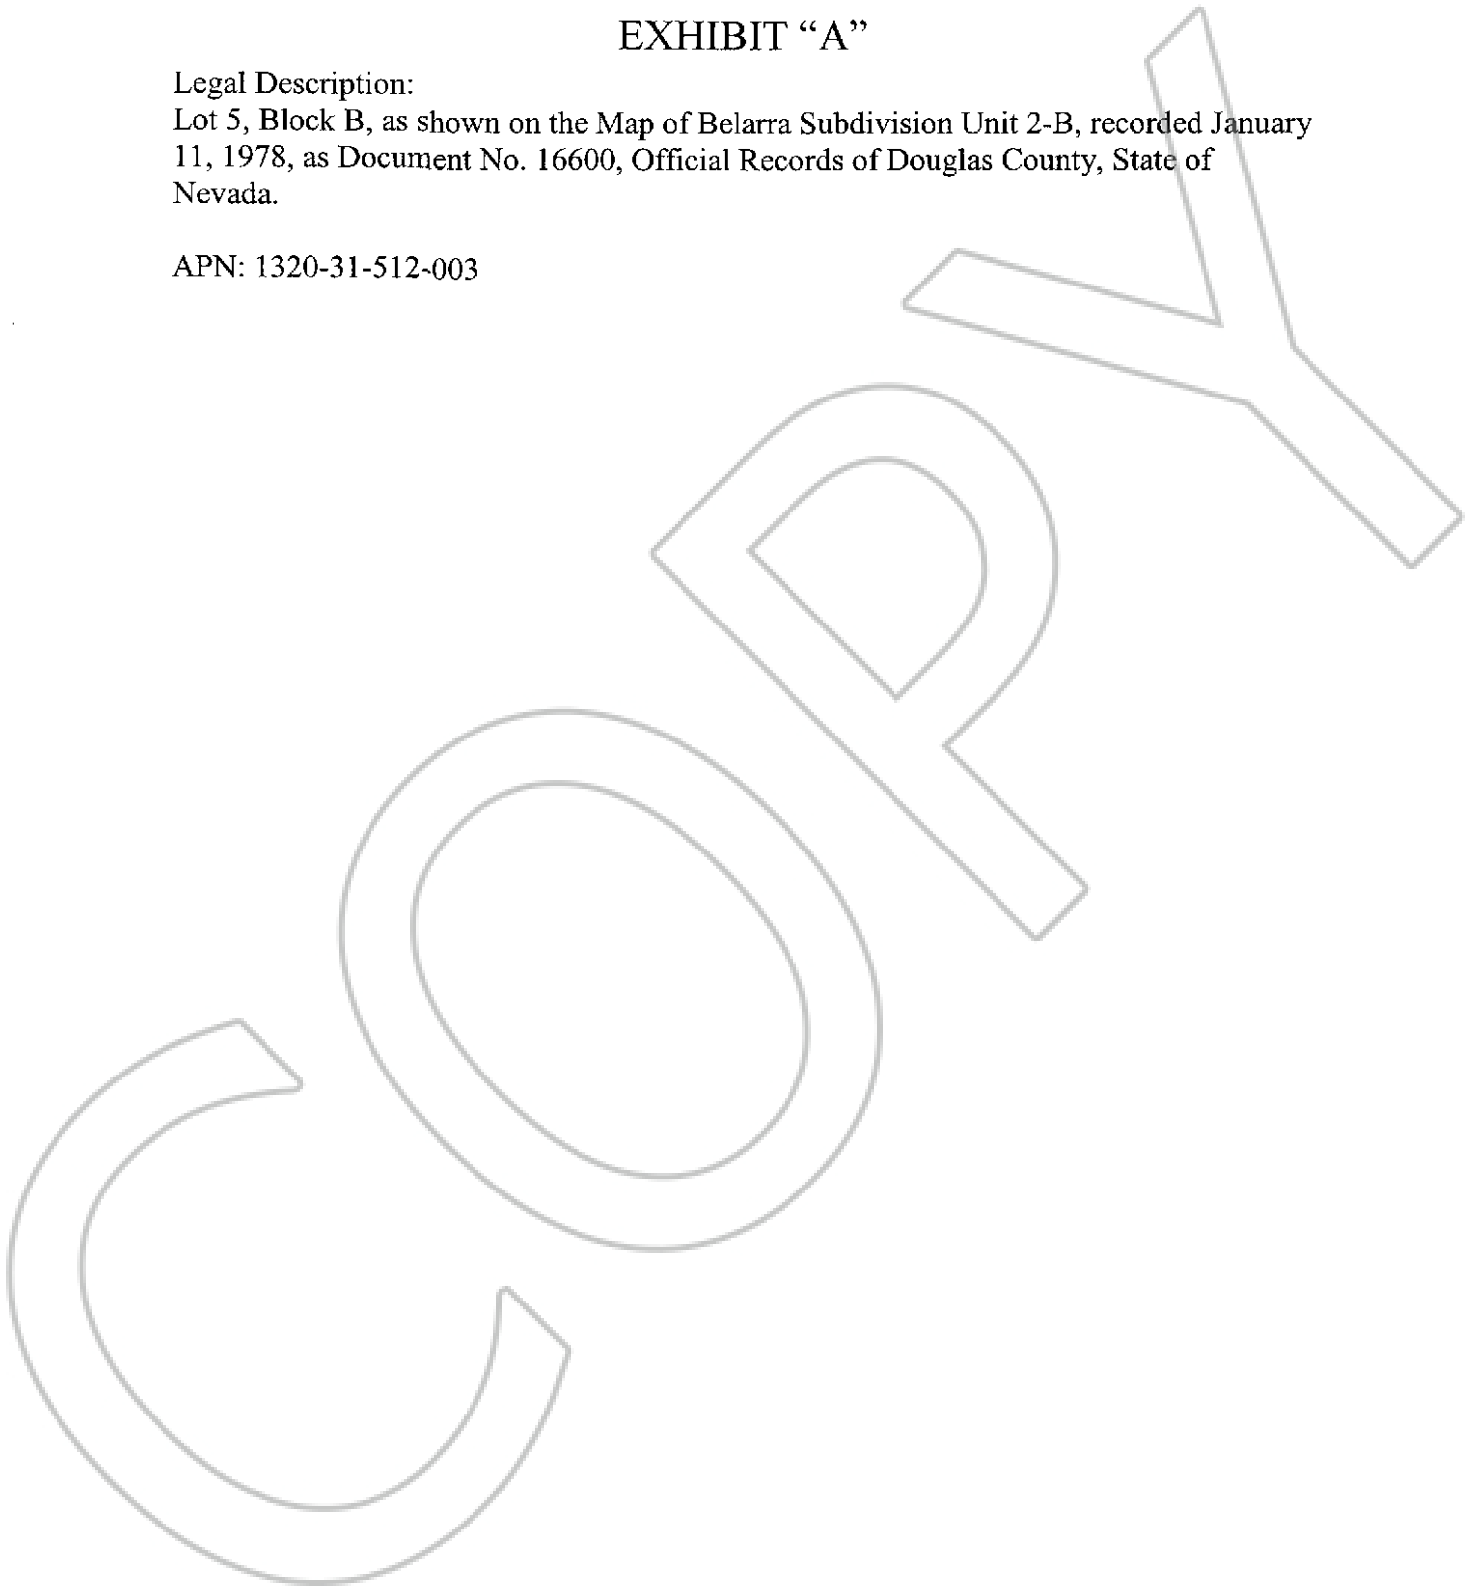 EXHIBIT “A”
Legal Description:
Lot 5, Block B, as shown on the Map of Belarra Subdivision Unit 2-B, recorded January
11, 1978, as Document No. 16600, Official Records of Douglas County, State of
Nevada.
APN: 1320-31-512-003
COPY